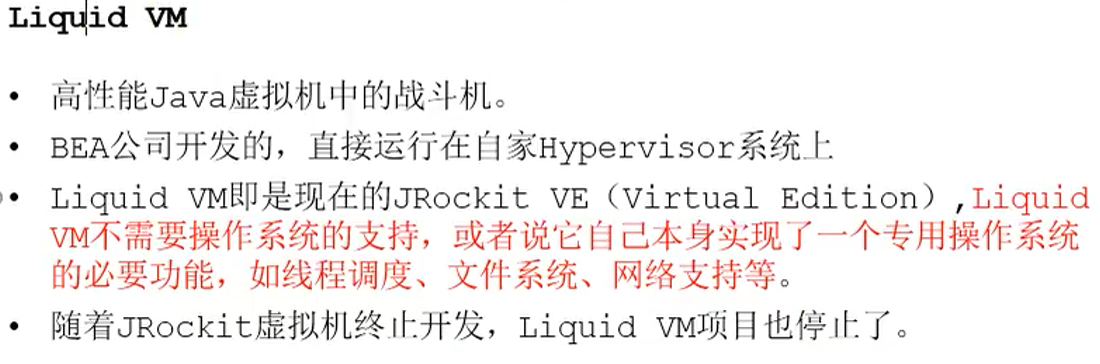 Liquid VM
• 高性能Java虚拟机中的战斗机。
• BEA公司开发的，直接运行在自家Hypervisor系统上
• Liquid VM即是现在的JRockit VE（Virtual Edition）,Liquid
VM不需要操作系统的支持，或者说它自己本身实现了一个专用操作系统
的必要功能，如线程调度、文件系统、网络支持等。
• 随着JRockit虚拟机终止开发，Liquid VM项目也停止了。